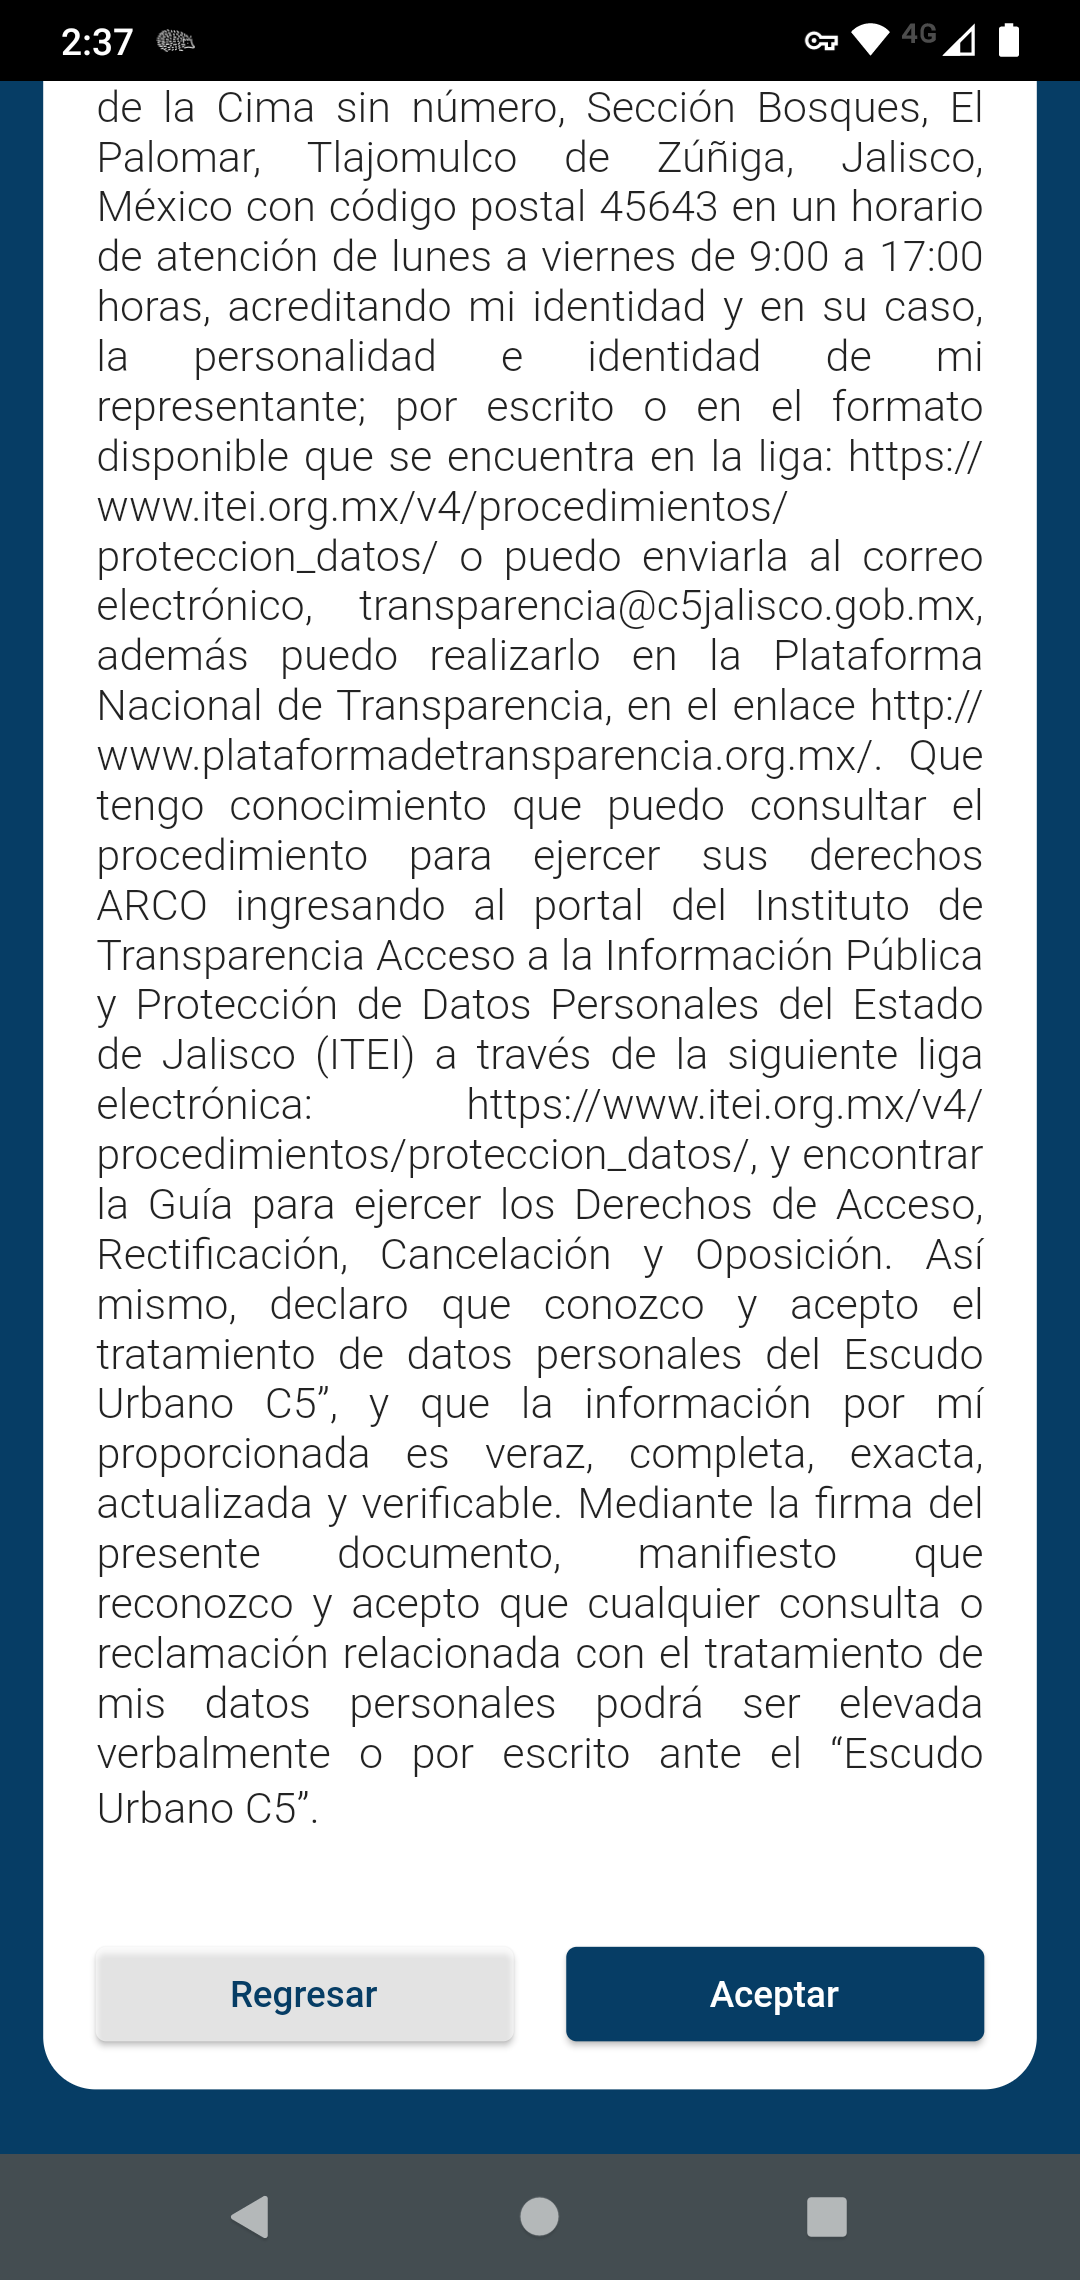 2:37
4G
de la Cima sin número, Sección Bosques, El
Palomar, Tlajomulco de Zúñiga, Jalisco,
México con código postal 45643 en un horario
de atención de lunes a viernes de 9:00 a 17:00
horas, acreditando mi identidad y en su caso,
la personalidad e identidad de mi
representante; por escrito o en el formato
disponible que se encuentra en la liga: https://
www.itei.org.mx/v4/procedimientos/
proteccion_datos/ o puedo enviarla al correo
electrónico, transparencia@c5jalisco.gob.mx,
además puedo realizarlo en la Plataforma
Nacional de Transparencia, en el enlace http://
www.plataformadetransparencia.org.mx/. Que
tengo conocimiento que puedo consultar el
procedimiento para ejercer sus derechos
ARCO ingresando al portal del Instituto de
Transparencia Acceso a la Información Pública
y Protección de Datos Personales del Estado
de Jalisco (ITEI) a través de la siguiente liga
electrónica: https://www.itei.org.mx/v4/
procedimientos/proteccion_datos/, y encontrar
la Guía para ejercer los Derechos de Acceso,
Rectificación, Cancelación y Oposición. Así
mismo, declaro que conozco y acepto el
tratamiento de datos personales del Escudo
Urbano C5”, y que la información por mí
proporcionada es veraz, completa, exacta,
actualizada y verificable. Mediante la firma del
presente documento, manifiesto que
reconozco y acepto que cualquier consulta o
reclamación relacionada con el tratamiento de
mis datos personales podrá ser elevada
verbalmente o por escrito ante el “Escudo
Urbano C5”.
Regresar
Aceptar